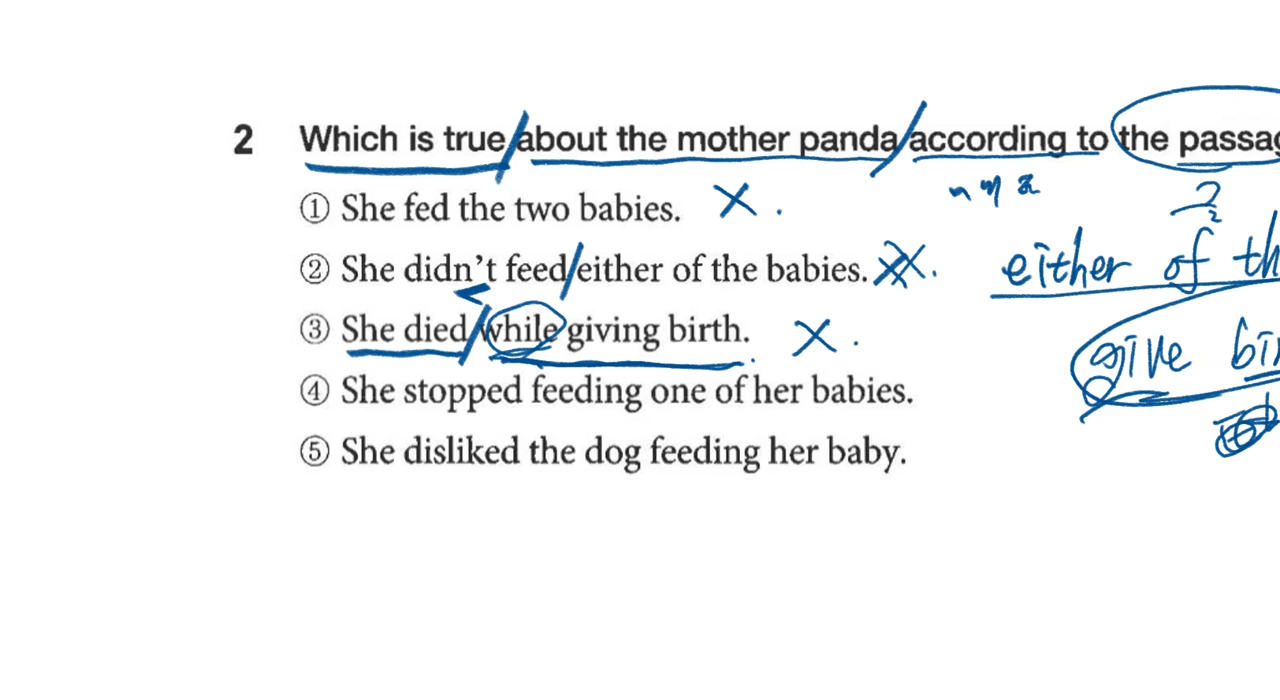 2 Which is true about the mother panda according to the passag
① She fed the two babies. X.
② She didn't feed either of the babies. X.
either of th
③ She died while giving birth. X.
give bir
④ She stopped feeding one of her babies.
⑤ She disliked the dog feeding her baby.